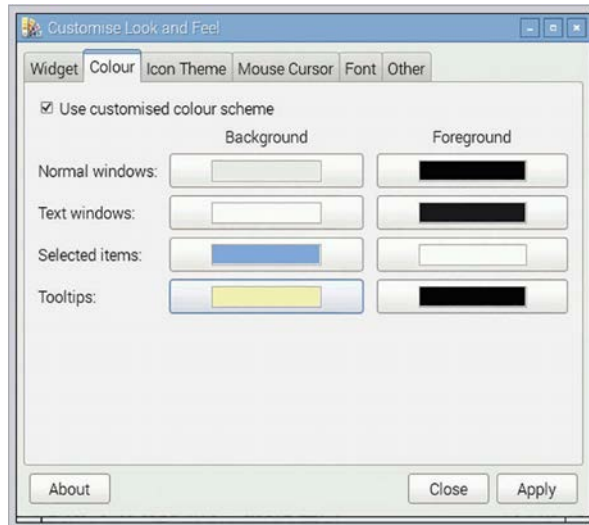 Customise Look and Feel
Widget Colour Icon Theme Mouse Cursor Font Other
Use customised colour scheme
Background Foreground
Normal windows:
Text windows:
Selected items:
Tooltips:
About Close Apply